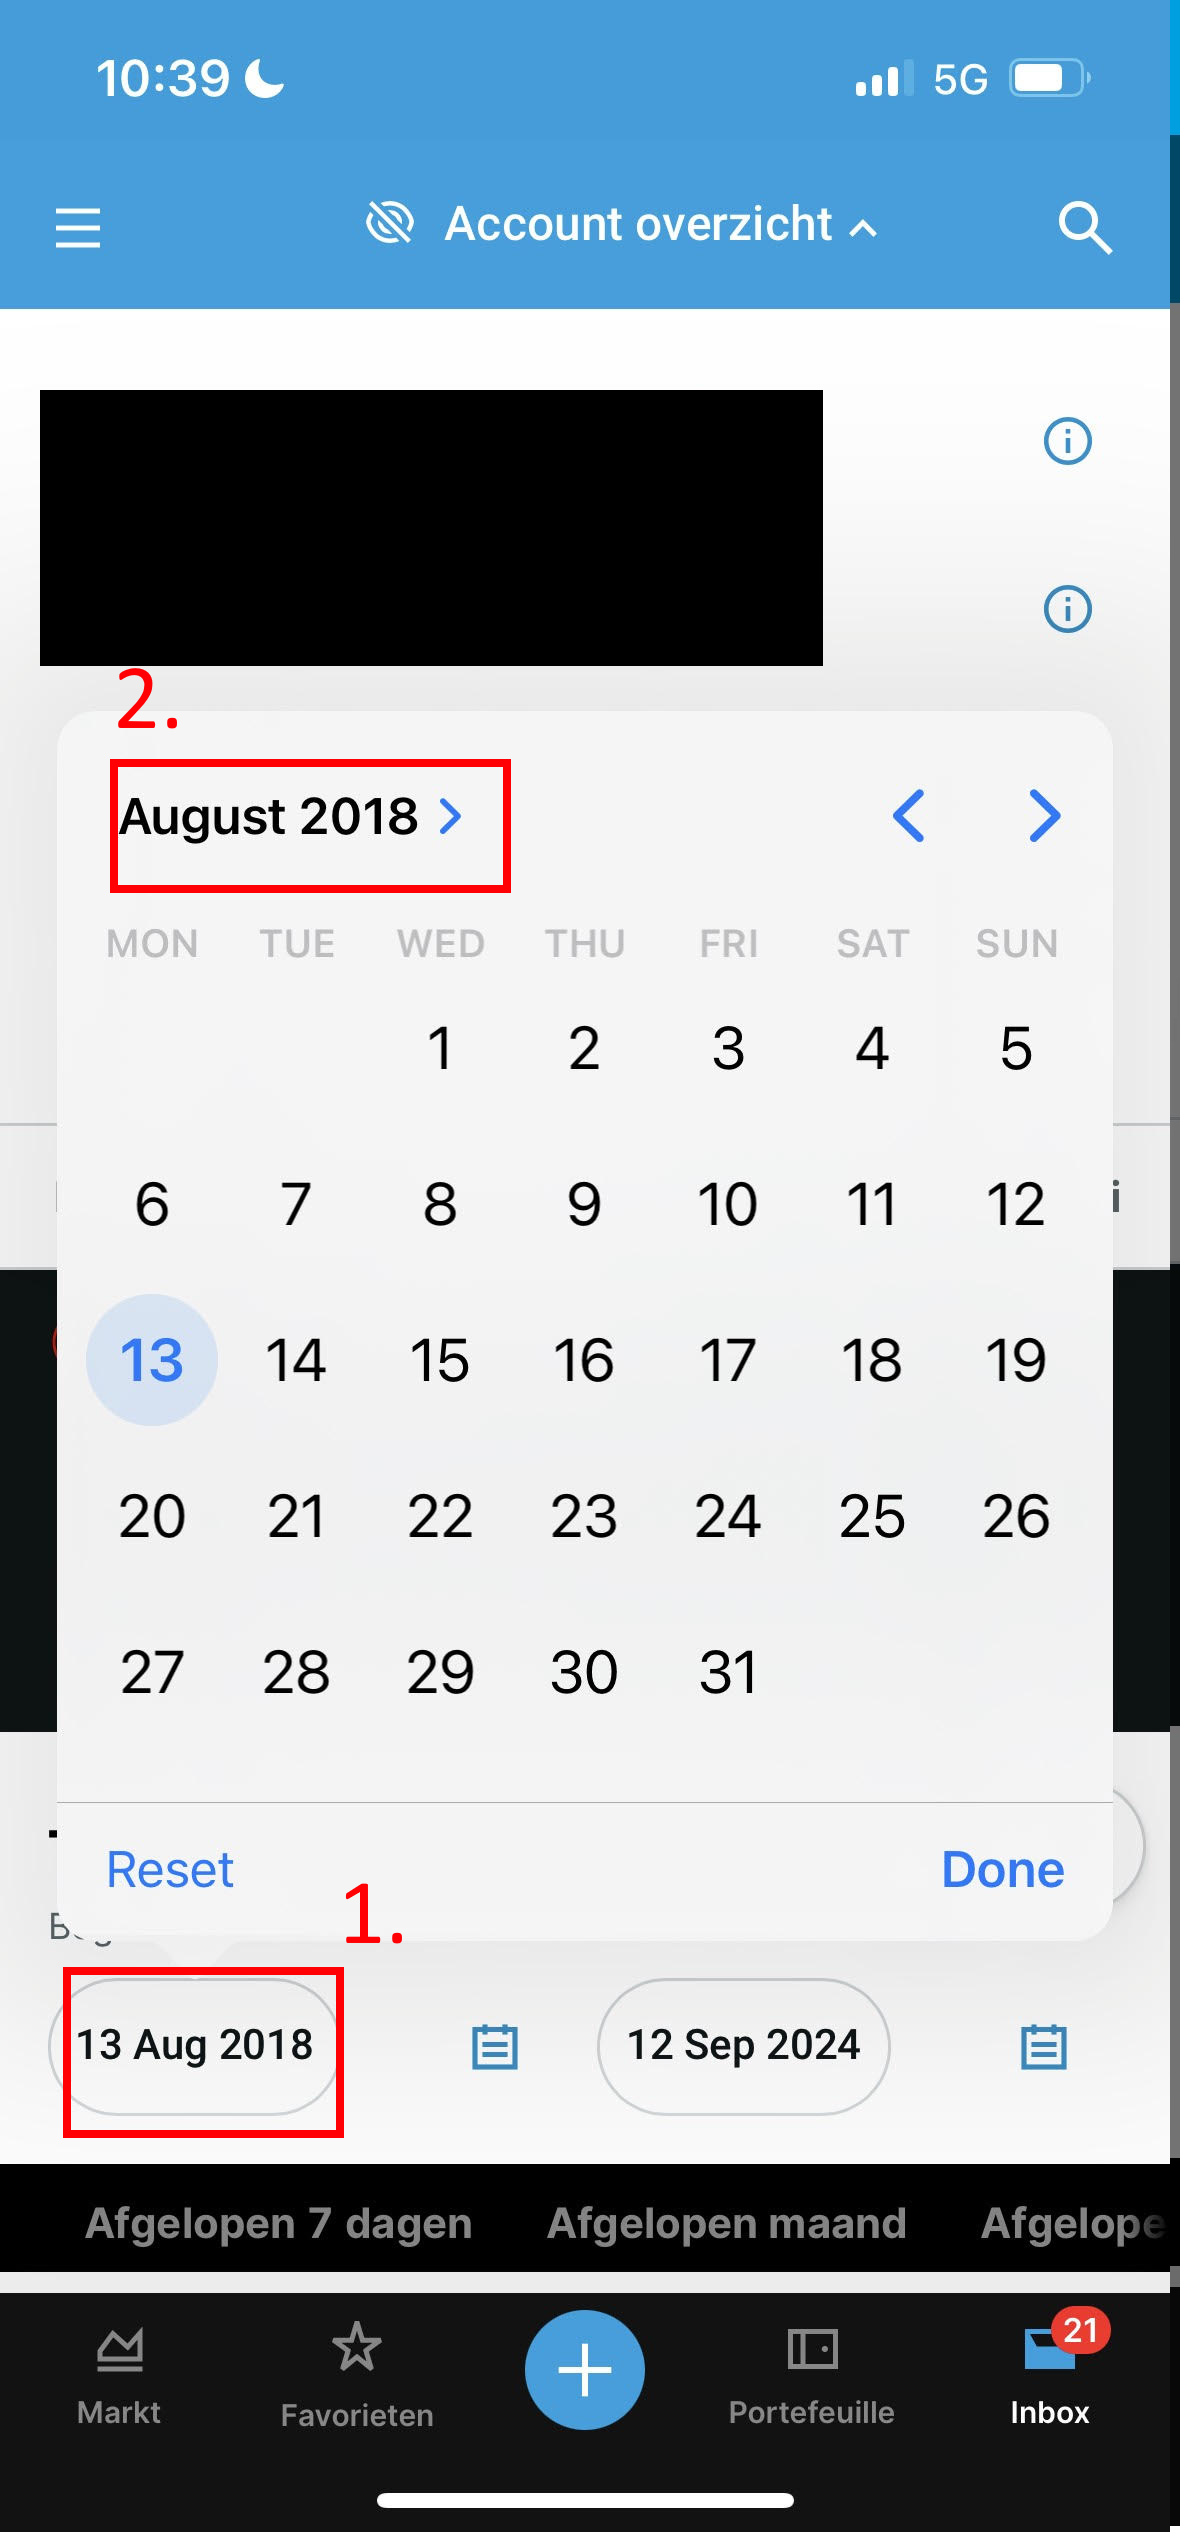 10:39
5G
Account overzicht
2.
August 2018
MON TUE WED THU FRI SAT SUN
1 2 3 4 5
6 7 8 9 10 11 12
13 14 15 16 17 18 19
20 21 22 23 24 25 26
27 28 29 30 31
Reset Done
1.
13 Aug 2018 12 Sep 2024
Afgelopen 7 dagen Afgelopen maand Afgelope
21
Markt Favorieten Portefeuille Inbox